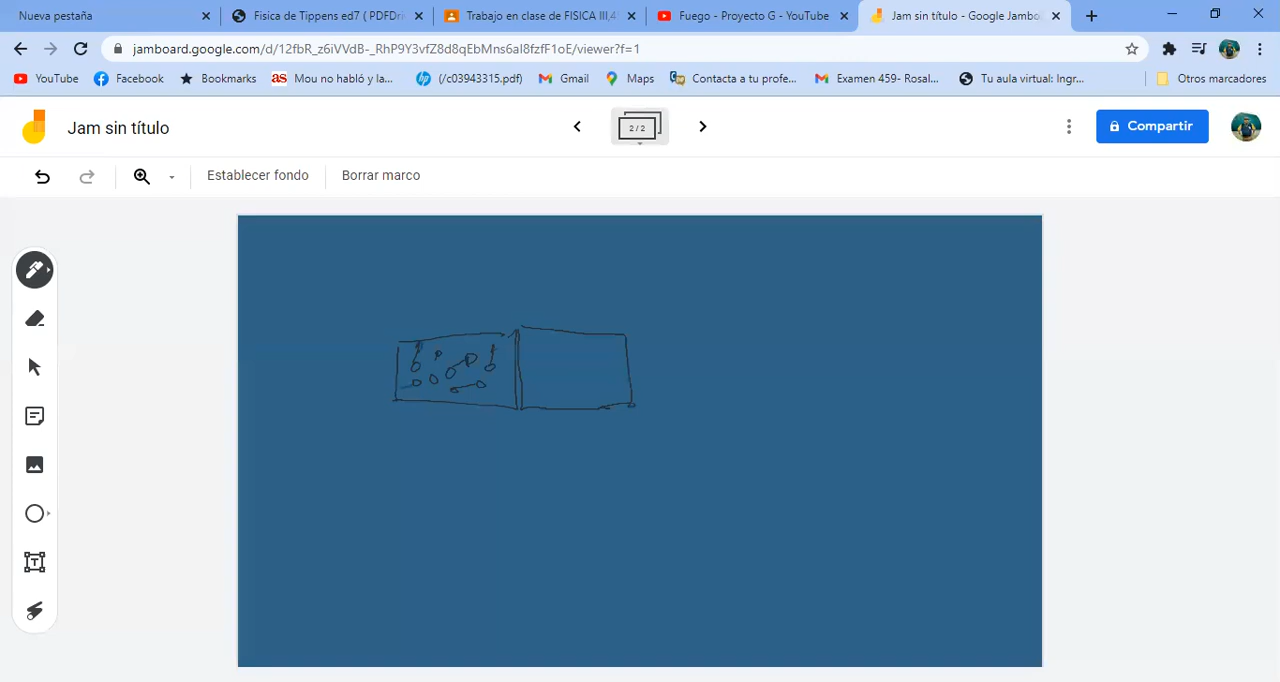 Nueva pestaña
Fisica de Tippens ed7 ( PDFDri
Trabajo en clase de FISICA III,4
Fuego - Proyecto G - YouTube
Jam sin título - Google Jambo
jamboard.google.com/d/12fbR_z6iVVdB-_RhP9Y3vfZ8d8qEbMns6aI8fzfF1oE/viewer?f=1
YouTube
Facebook
Bookmarks
as Mou no habló y la...
hp (/c03943315.pdf)
Gmail
Maps
Contacta a tu profe...
Examen 459- Rosal...
Tu aula virtual: Ingr...
Otros marcadores
Jam sin título
2 / 2
Compartir
Establecer fondo
Borrar marco
T